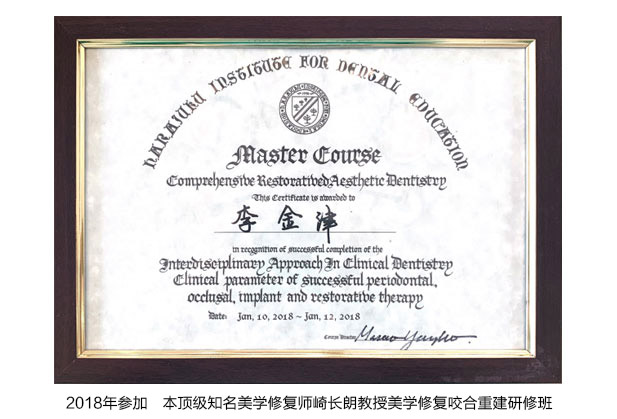 HARAJUKU INSTITUTE FOR DENTAL EDUCATION
Master Course
Comprehensive Restorative&Aesthetic Dentistry
This Certificate is awarded to
李金津
in recognition of successful completion of the
Interdisciplinary Approach In Clinical Dentistry
Clinical parameter of successful periodontal,
occlusal, implant and restorative therapy
Date: Jan, 10, 2018 ~ Jan, 12, 2018
Course Director
2018年参加 本顶级知名美学修复师崎长朗教授美学修复咬合重建研修班